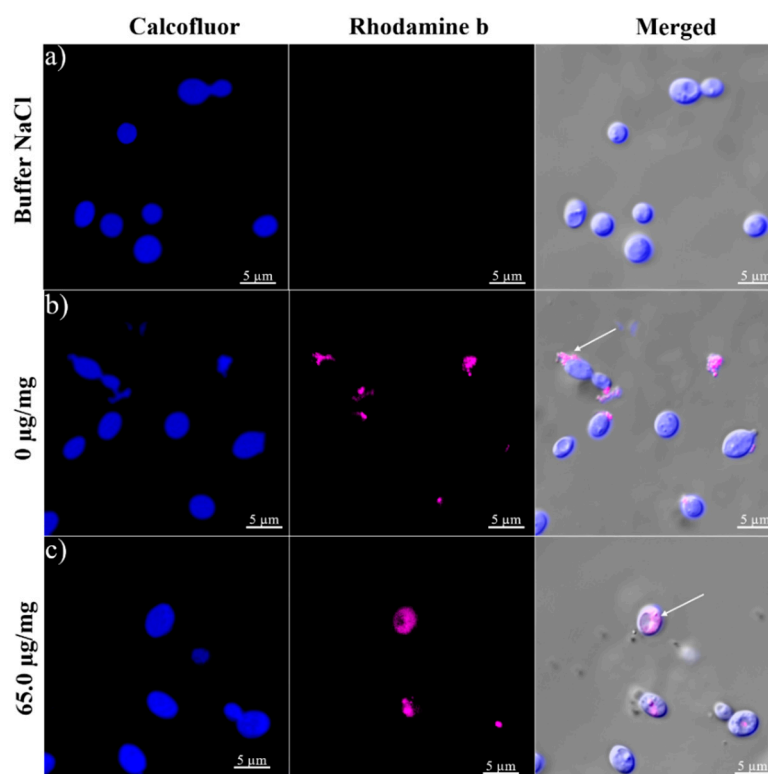 Calcofluor
Rhodamine b
Merged
a)
Buffer NaCl
5 µm
5 µm
5 µm
b)
0 µg/mg
5 µm
5 µm
5 µm
c)
65.0 µg/mg
5 µm
5 µm
5 µm